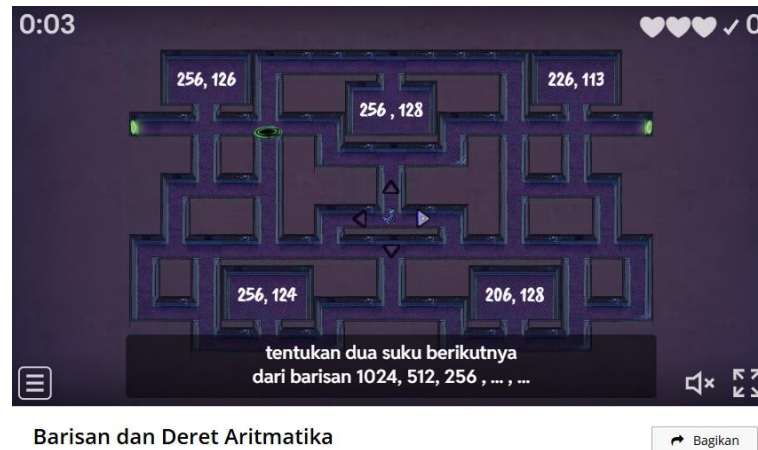 0:03
✓ 0
256, 126
226, 113
256 , 128
256, 124
206, 128
tentukan dua suku berikutnya
dari barisan 1024, 512, 256 , ... , ...
Barisan dan Deret Aritmatika
Bagikan